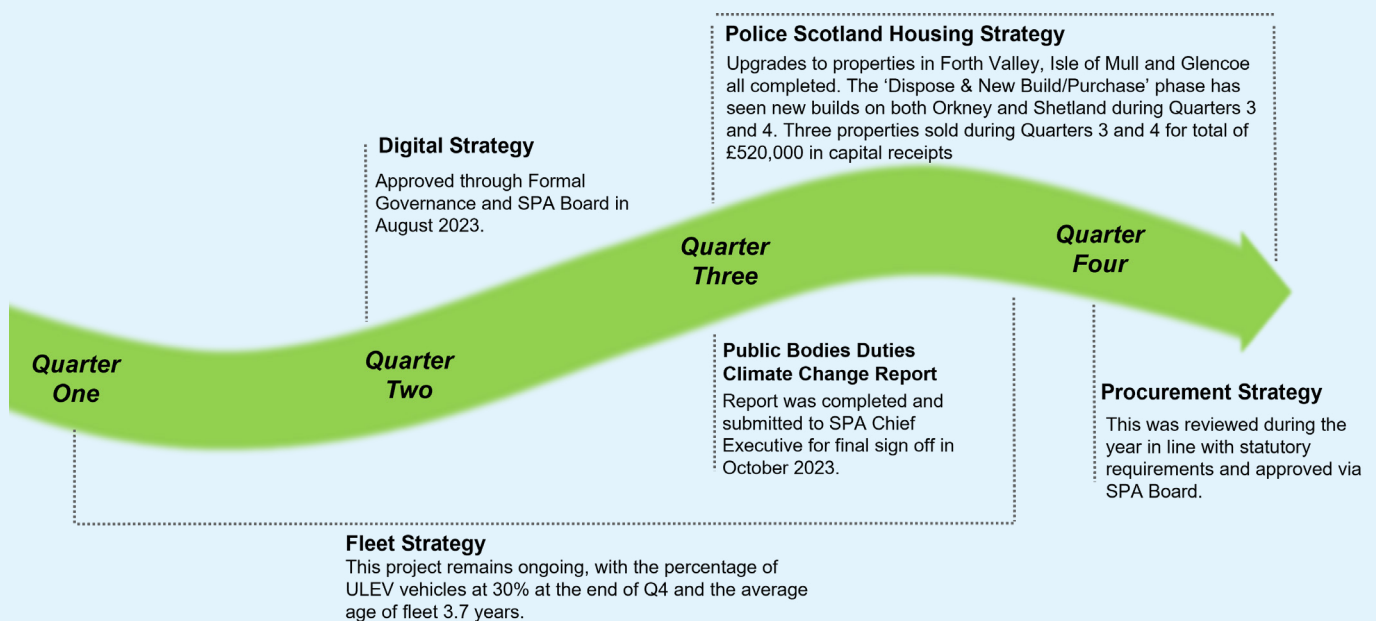 Police Scotland Housing Strategy
Upgrades to properties in Forth Valley, Isle of Mull and Glencoe
all completed. The ‘Dispose & New Build/Purchase’ phase has
seen new builds on both Orkney and Shetland during Quarters 3
and 4. Three properties sold during Quarters 3 and 4 for total of
£520,000 in capital receipts
Digital Strategy
Approved through Formal
Governance and SPA Board in
August 2023.
Quarter
One
Quarter
Two
Quarter
Three
Quarter
Four
Public Bodies Duties
Climate Change Report
Report was completed and
submitted to SPA Chief
Executive for final sign off in
October 2023.
Procurement Strategy
This was reviewed during the
year in line with statutory
requirements and approved via
SPA Board.
Fleet Strategy
This project remains ongoing, with the percentage of
ULEV vehicles at 30% at the end of Q4 and the average
age of fleet 3.7 years.